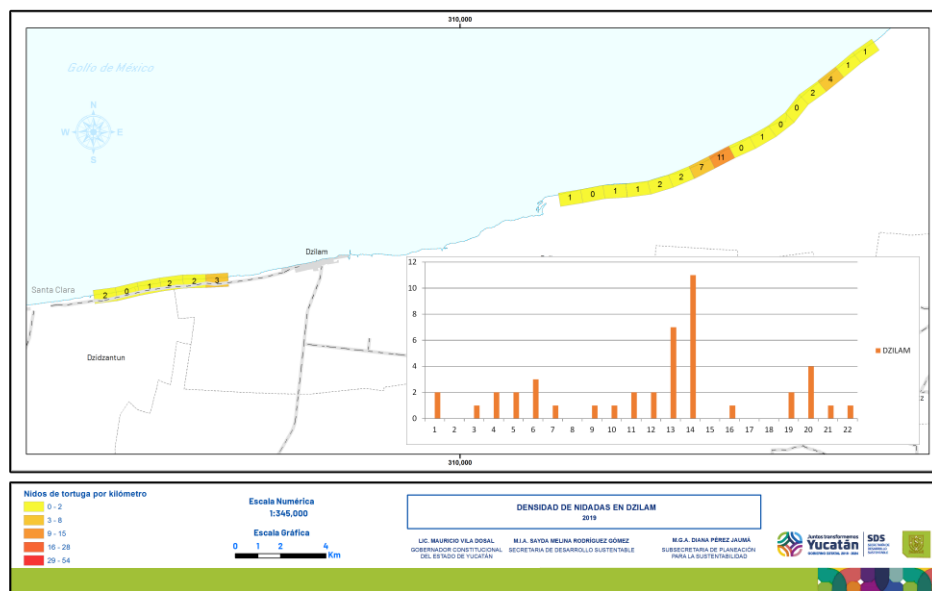 310,000
Golfo de México
N
W E
S
1
1
4
2
0
0
1
0
11
7
2
2
1
1
0
1
Dzilam
Santa Clara
2 0 1 2 2 3
Dzidzantun
12
10
8
6
4
2
0
1 2 3 4 5 6 7 8 9 10 11 12 13 14 15 16 17 18 19 20 21 22
DZILAM
310,000
Nidos de tortuga por kilómetro
0 - 2
3 - 8
9 - 15
16 - 28
29 - 54
Escala Numérica
1:345,000
Escala Gráfica
0 1 2 4
Km
DENSIDAD DE NIDADAS EN DZILAM
2019
LIC. MAURICIO VILA DOSAL
GOBERNADOR CONSTITUCIONAL
DEL ESTADO DE YUCATÁN
M.I.A. SAYDA MELINA RODRÍGUEZ GÓMEZ
SECRETARIA DE DESARROLLO SUSTENTABLE
M.G.A. DIANA PÉREZ JAUMÁ
SUBSECRETARIA DE PLANEACIÓN
PARA LA SUSTENTABILIDAD
Juntos transformemos
Yucatán
SDS